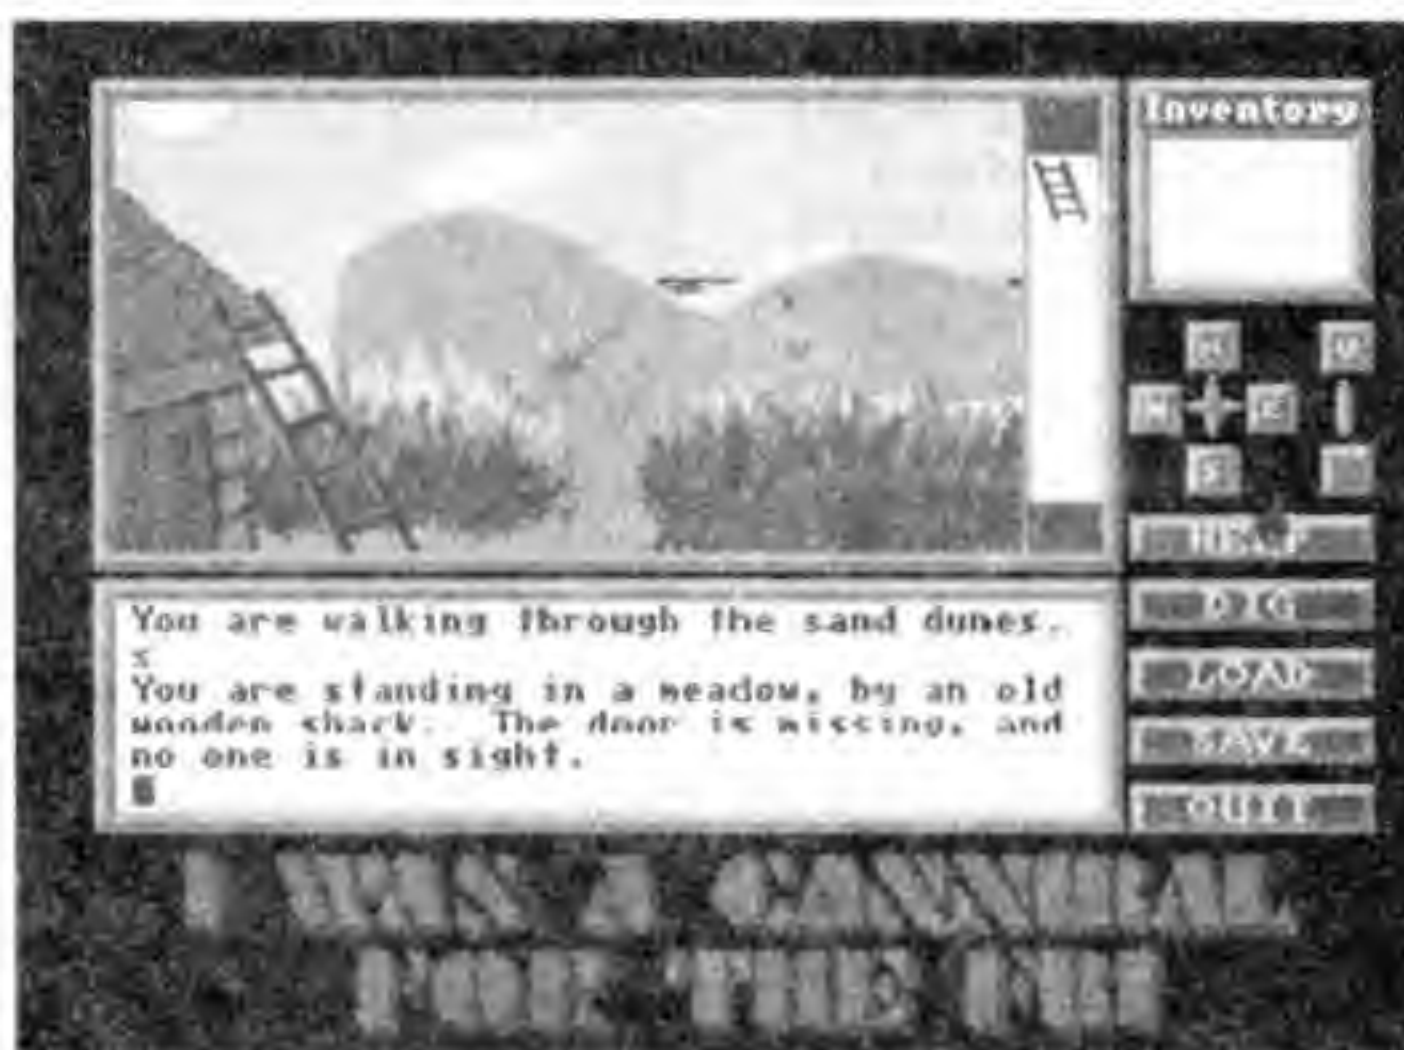 Inventory
N U
W E
S
HELP
LOAD
SAVE
QUIT
You are walking through the sand dunes.
s
You are standing in a meadow, by an old
wooden shack. The door is missing, and
no one is in sight.
I WAS A CANNIBAL
FOR THE FBI